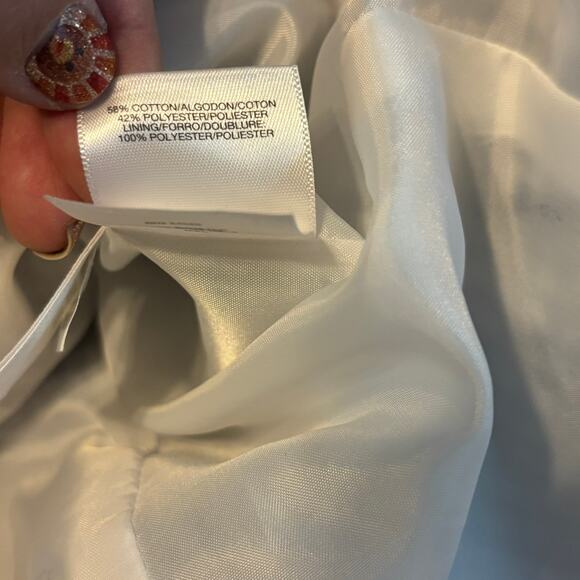 58% COTTON/ALGODON/COTON
42% POLYESTER/POLIESTER
LINING/FORRO/DOUBLURE:
100% POLYESTER/POLIESTER